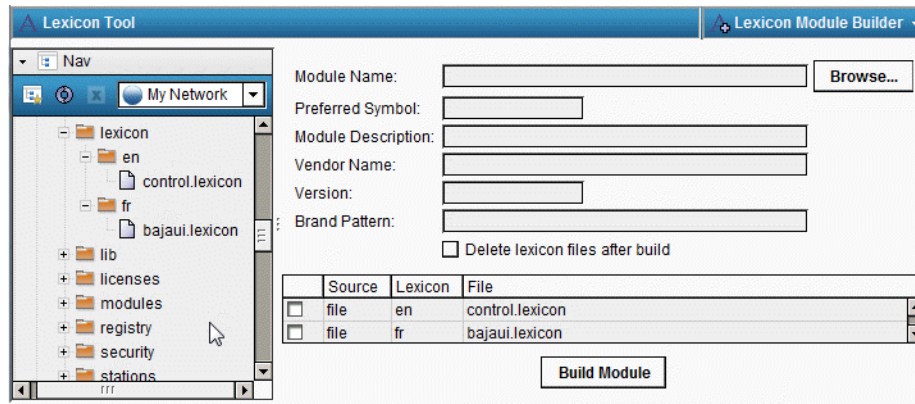 Lexicon Tool
Lexicon Module Builder
Nav
My Network
lexicon
en
control.lexicon
fr
bajaui.lexicon
lib
licenses
modules
registry
security
stations
Module Name:
Browse...
Preferred Symbol:
Module Description:
Vendor Name:
Version:
Brand Pattern:
Delete lexicon files after build
Source Lexicon File
file en control.lexicon
file fr bajaui.lexicon
Build Module